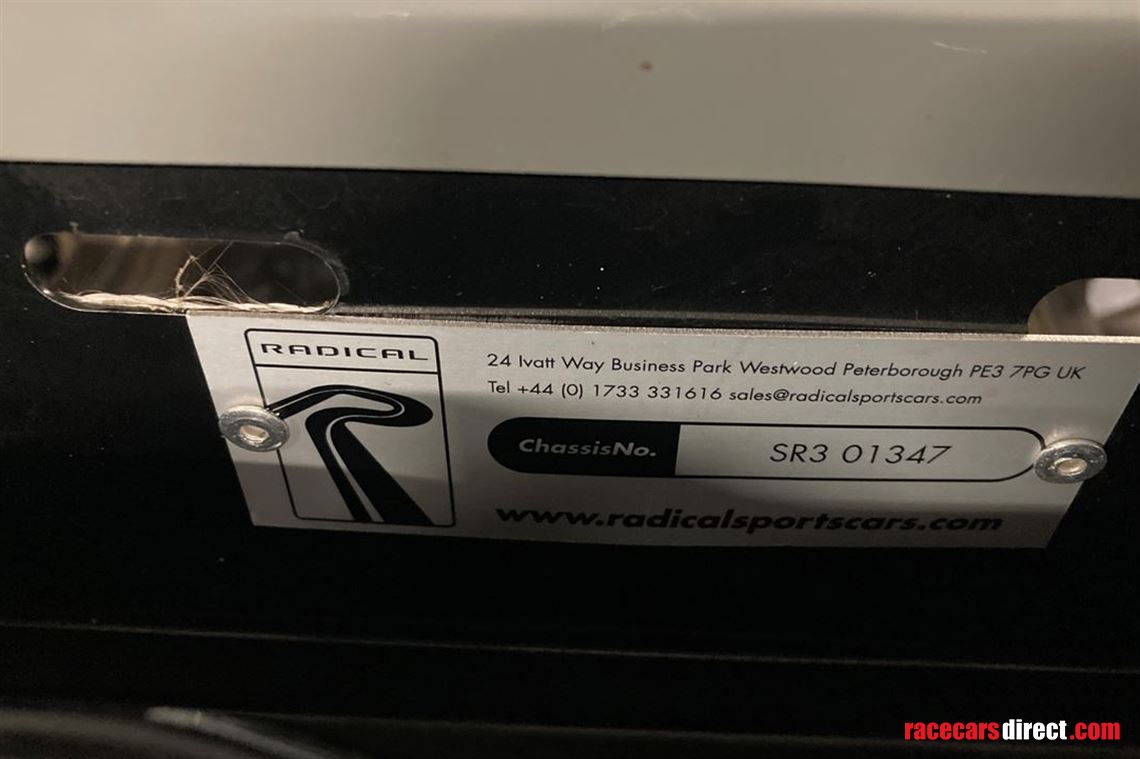 RADICAL
24 Ivatt Way Business Park Westwood Peterborough PE3 7PG UK
Tel +44 (0) 1733 331616 sales@radicalsportscars.com
ChassisNo. SR3 01347
www.radicalsportscars.com
racecarsdirect.com